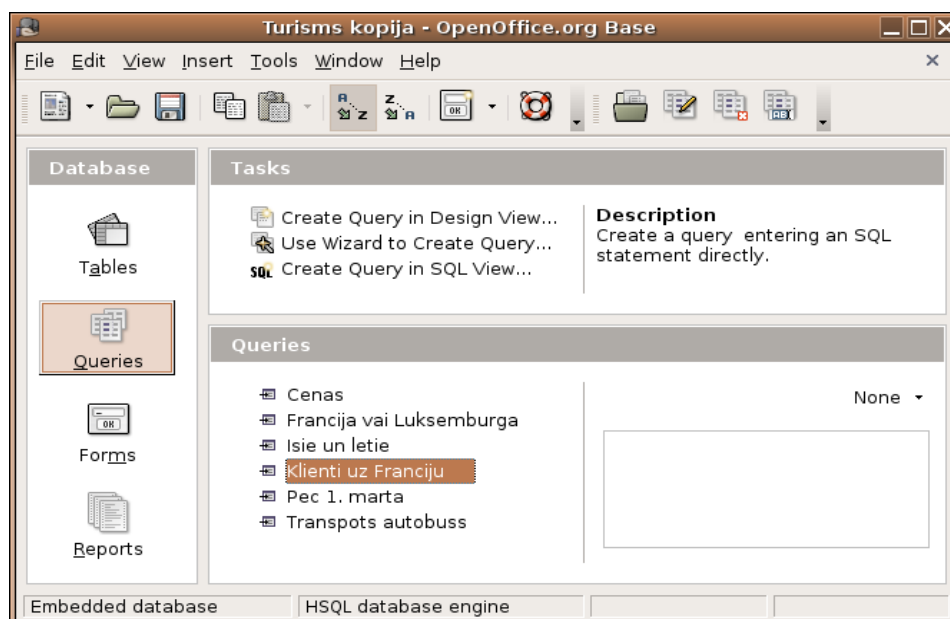 Turisms kopija - OpenOffice.org Base
File Edit View Insert Tools Window Help
Database
Tables
Queries
Forms
Reports
Tasks
Create Query in Design View...
Use Wizard to Create Query...
SQL Create Query in SQL View...
Description
Create a query entering an SQL
statement directly.
Queries
Cenas
Francija vai Luksemburga
Isie un letie
Klienti uz Franciju
Pec 1. marta
Transpots autobuss
None
Embedded database
HSQL database engine